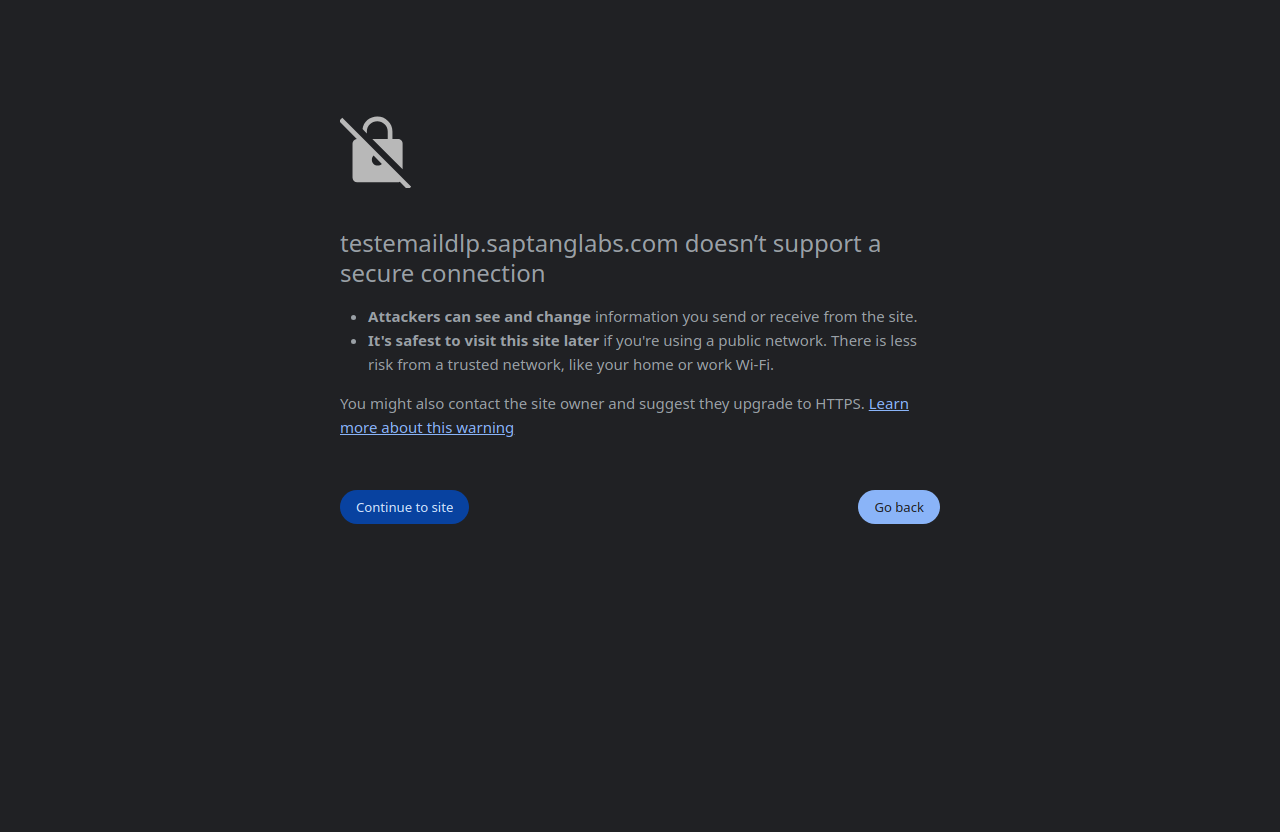 testemaildlp.saptanglabs.com doesn’t support a
secure connection
Attackers can see and change information you send or receive from the site.
It's safest to visit this site later if you're using a public network. There is less
risk from a trusted network, like your home or work Wi-Fi.
You might also contact the site owner and suggest they upgrade to HTTPS. Learn
more about this warning
Continue to site
Go back